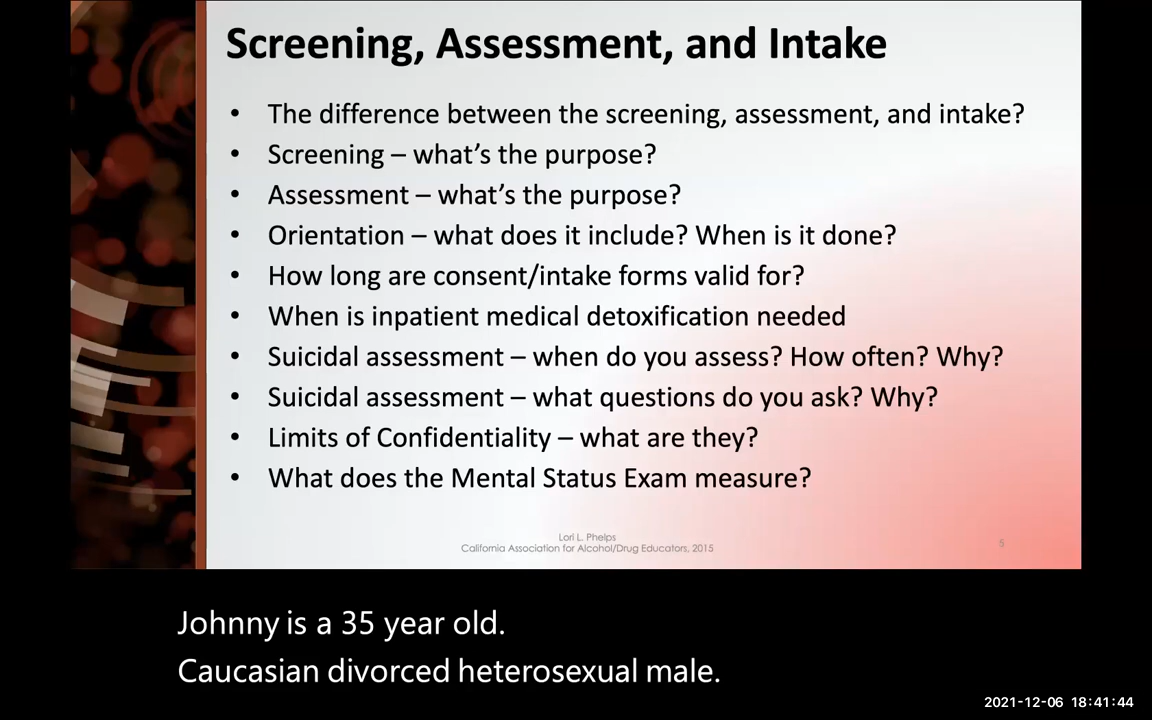 Screening, Assessment, and Intake
• The difference between the screening, assessment, and intake?
• Screening – what's the purpose?
• Assessment – what's the purpose?
• Orientation – what does it include? When is it done?
• How long are consent/intake forms valid for?
• When is inpatient medical detoxification needed
• Suicidal assessment – when do you assess? How often? Why?
• Suicidal assessment – what questions do you ask? Why?
• Limits of Confidentiality – what are they?
• What does the Mental Status Exam measure?
Lori L. Phelps
California Association for Alcohol/Drug Educators, 2015
5
Johnny is a 35 year old.
Caucasian divorced heterosexual male.
2021-12-06 18:41:44